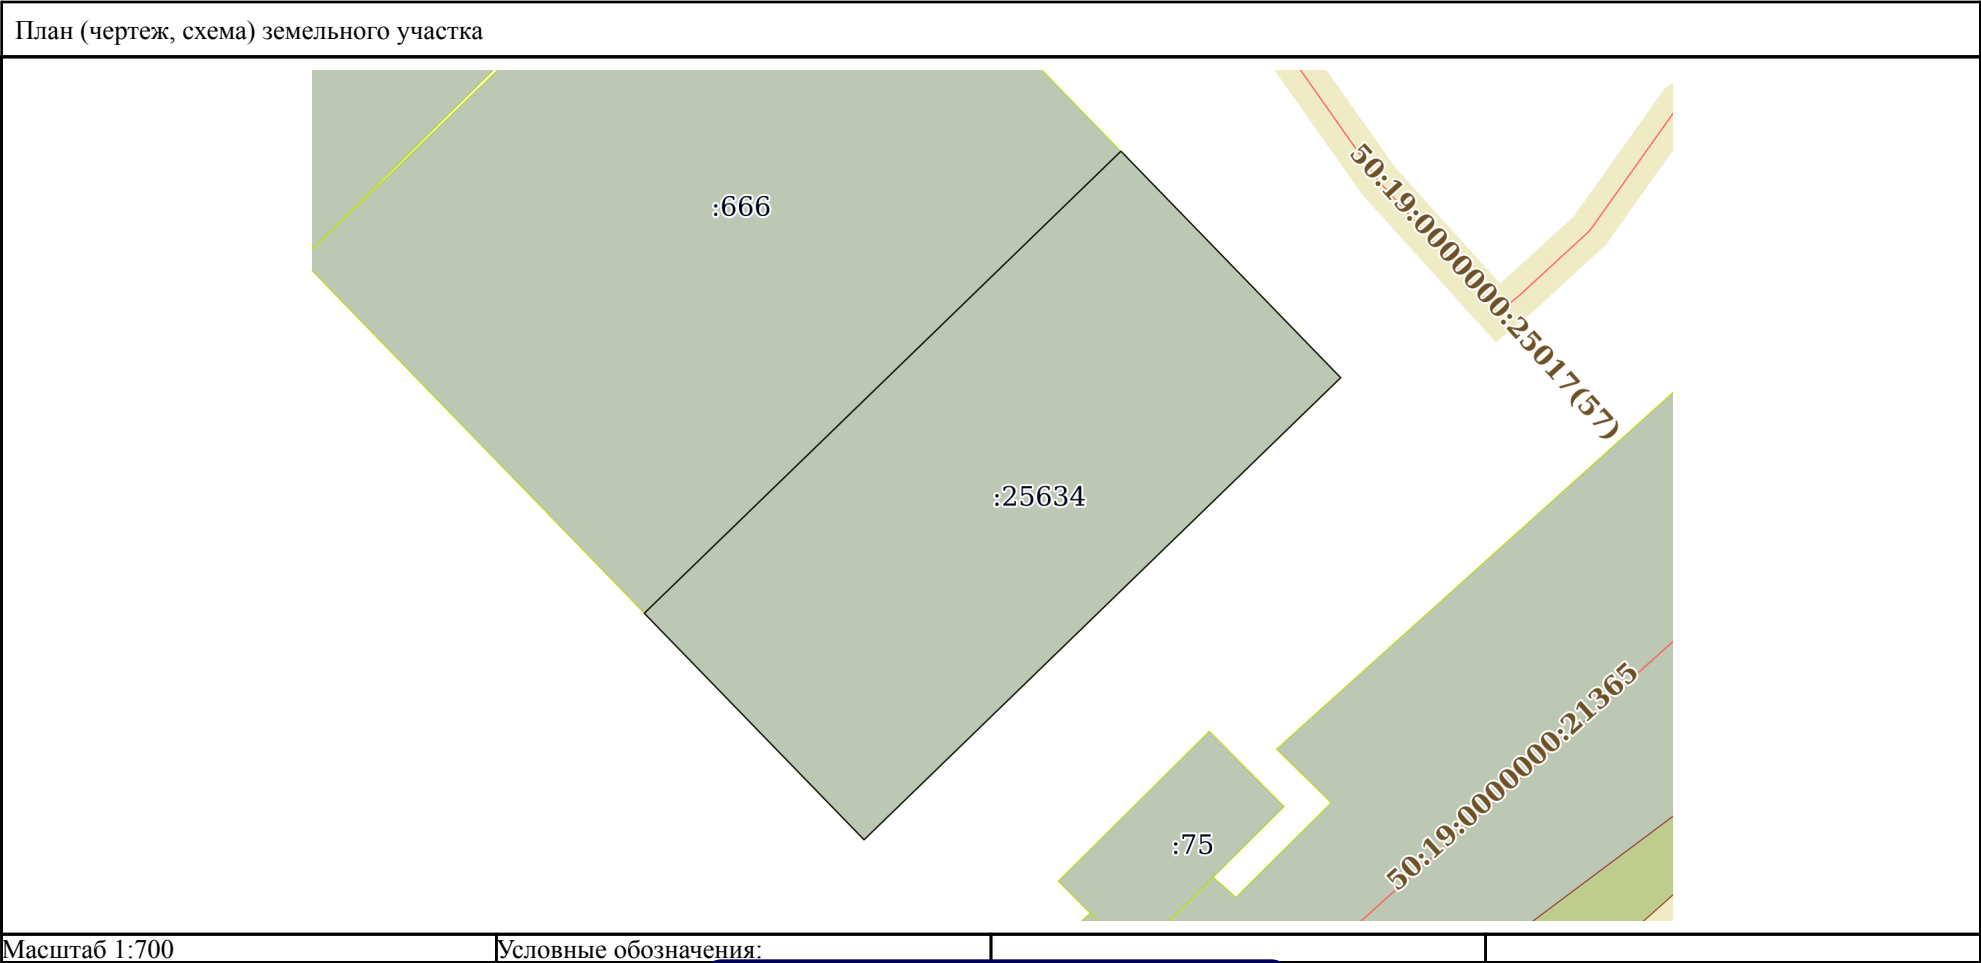 План (чертеж, схема) земельного участка
50:19:0000000:25017(57)
:666
:25634
50:19:0000000:21365
:75
Масштаб 1:700
Условные обозначения: